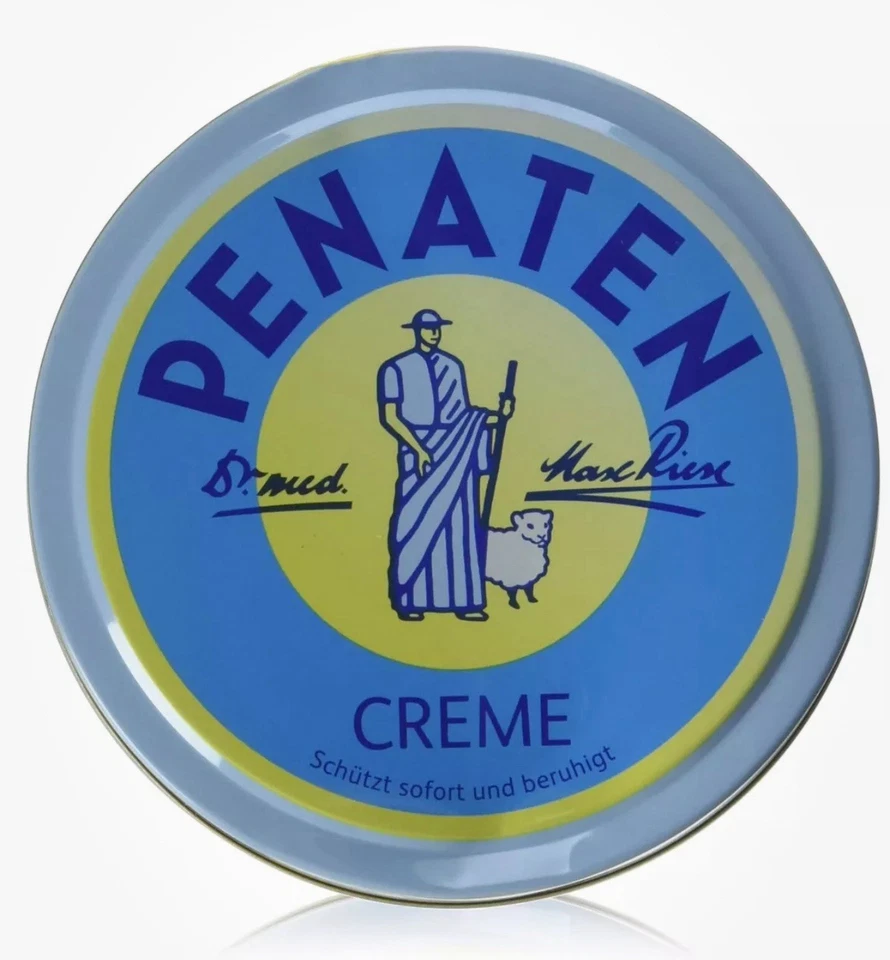 PENATEN
Dr. med. Max Riese
CREME
Schützt sofort und beruhigt